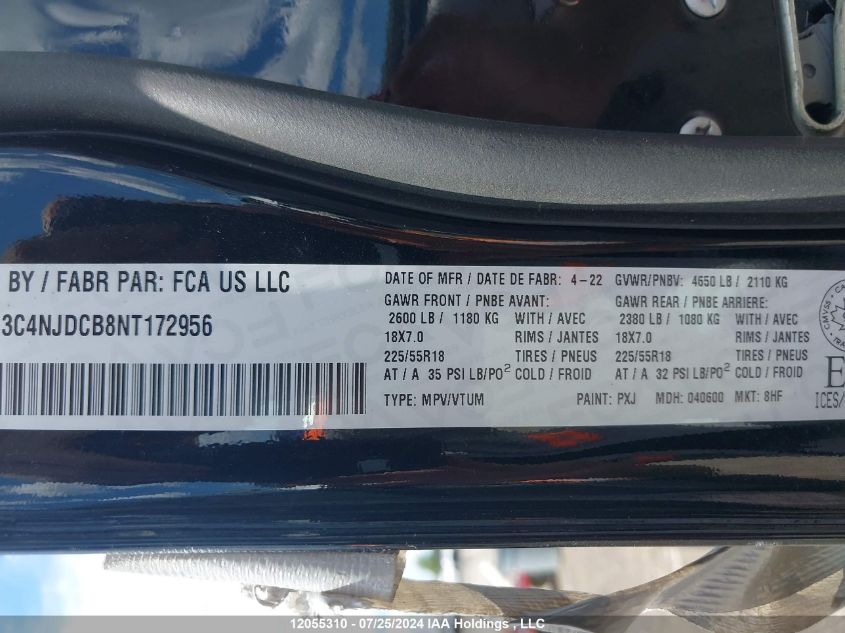 BY / FABR PAR: FCA US LLC
3C4NJDCB8NT172956
DATE OF MFR / DATE DE FABR: 4-22 GVWR/PNBV: 4650 LB / 2110 KG
GAWR FRONT / PNBE AVANT: GAWR REAR / PNBE ARRIERE:
2600 LB / 1180 KG WITH / AVEC 2380 LB / 1080 KG WITH / AVEC
18X7.0 RIMS / JANTES 18X7.0 RIMS / JANTES
225/55R18 TIRES / PNEUS 225/55R18 TIRES / PNEUS
AT / A 35 PSI LB/PO² COLD / FROID AT / A 32 PSI LB/PO² COLD / FROID
TYPE: MPV/VTUM PAINT: PXJ MDH: 040600 MKT: 8HF
ICES/
12055310 - 07/25/2024 IAA Holdings , LLC